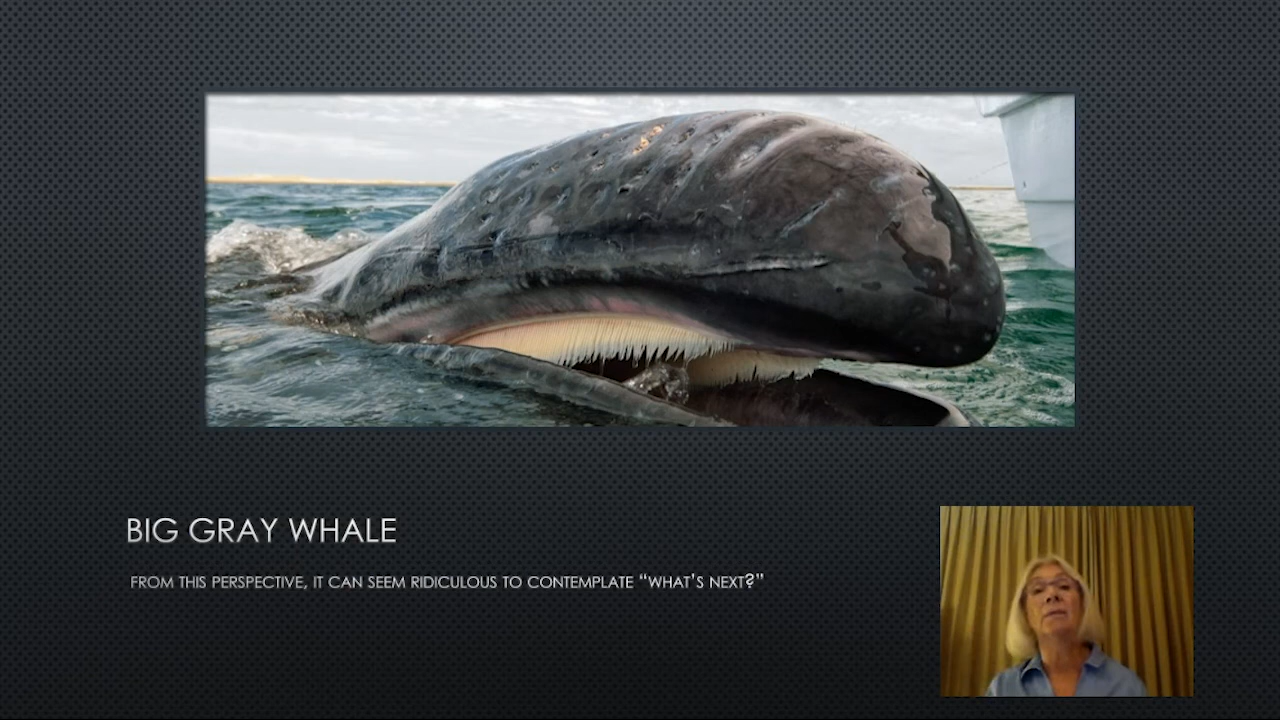 BIG GRAY WHALE
FROM THIS PERSPECTIVE, IT CAN SEEM RIDICULOUS TO CONTEMPLATE “WHAT’S NEXT?”